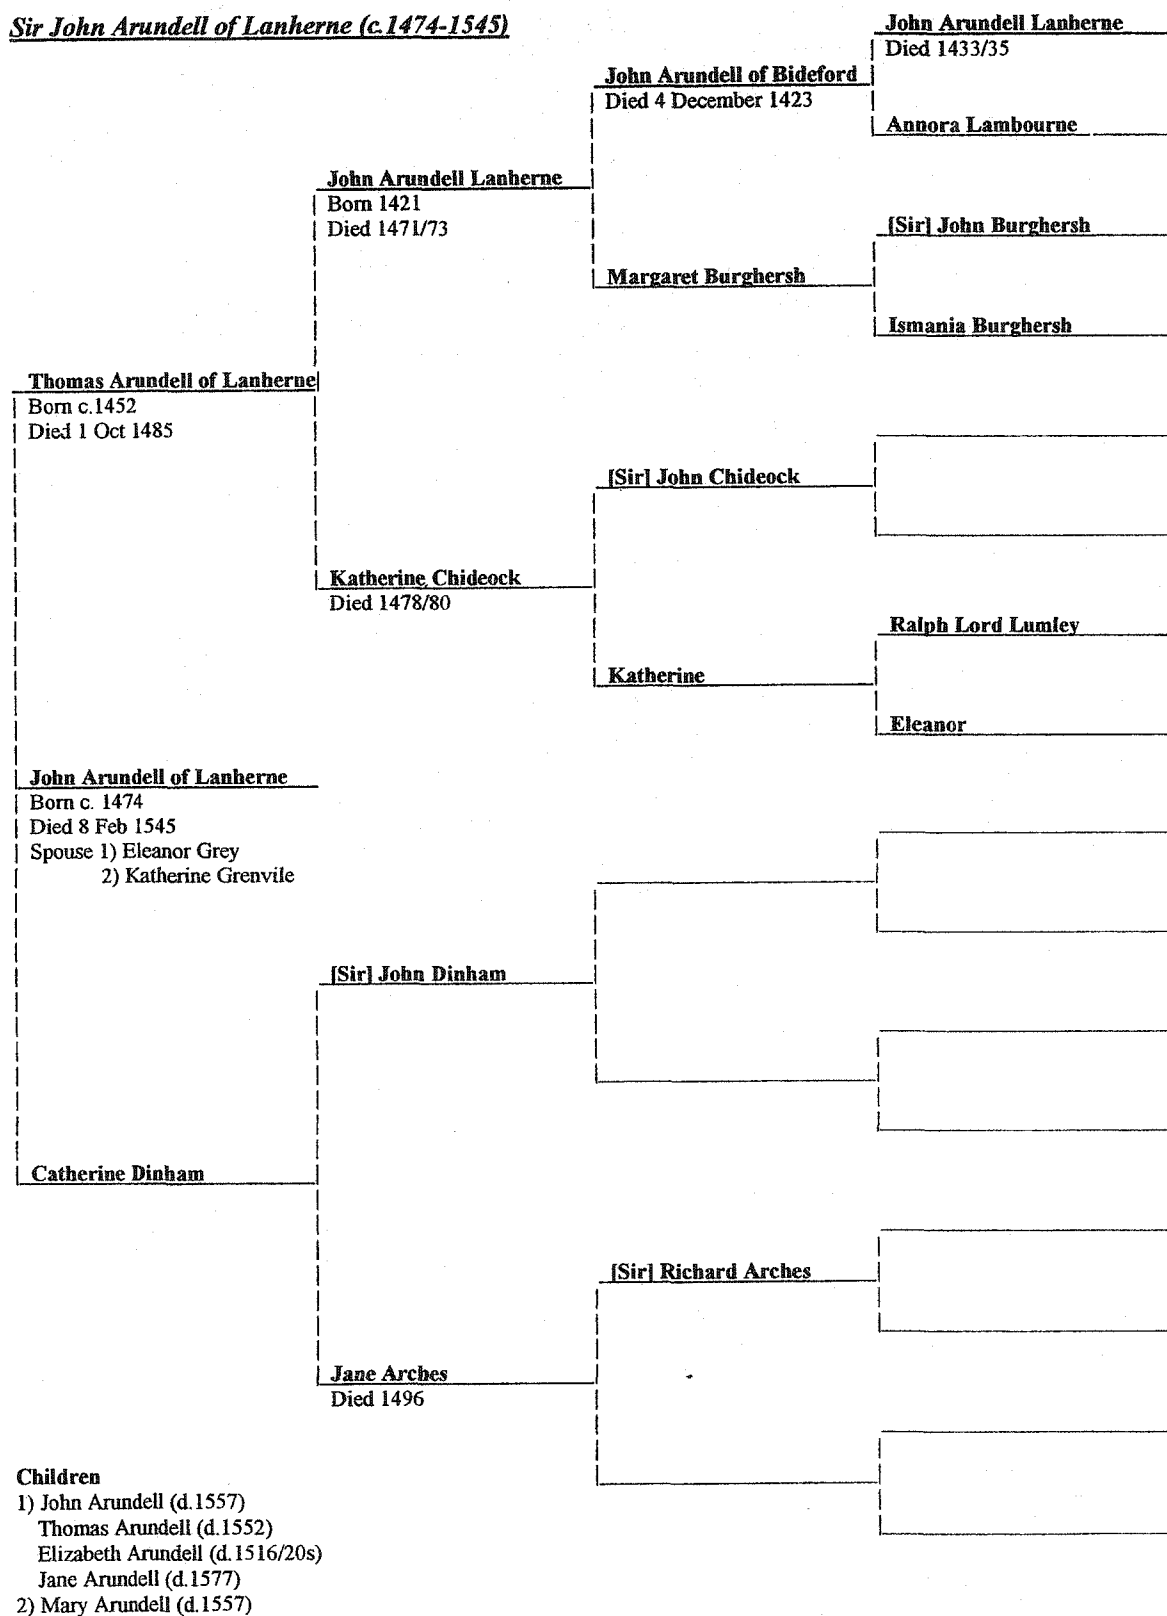 Sir John Arundell of Lanherne (c.1474-1545)
John Arundell Lanherne
Died 1433/35
John Arundell of Bideford
Died 4 December 1423
Annora Lambourne
John Arundell Lanherne
Born 1421
Died 1471/73
[Sir] John Burghersh
Margaret Burghersh
Ismania Burghersh
Thomas Arundell of Lanherne
Born c.1452
Died 1 Oct 1485
[Sir] John Chideock
Katherine Chideock
Died 1478/80
Ralph Lord Lumley
Katherine
Eleanor
John Arundell of Lanherne
Born c. 1474
Died 8 Feb 1545
Spouse 1) Eleanor Grey
2) Katherine Grenvile
[Sir] John Dinham
Catherine Dinham
[Sir] Richard Arches
Jane Arches
Died 1496
Children
1) John Arundell (d.1557)
Thomas Arundell (d.1552)
Elizabeth Arundell (d.1516/20s)
Jane Arundell (d.1577)
2) Mary Arundell (d.1557)